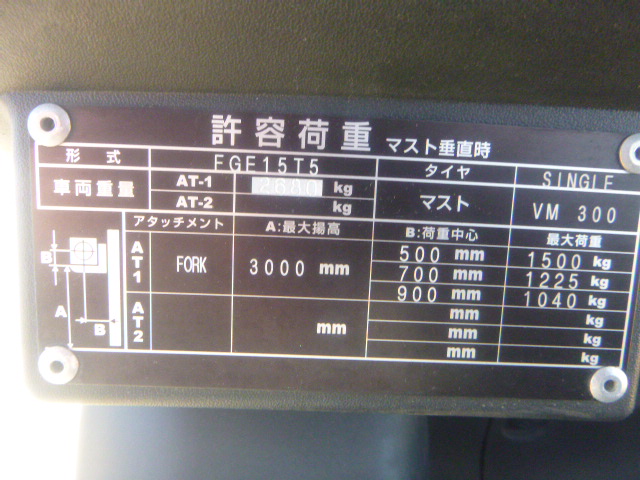 許容荷重 マスト垂直時
形式 FGE15T5 タイヤ SINGLE
車両重量 AT-1 2680 kg マスト VM 300
AT-2 kg
アタッチメント A:最大揚高 B:荷重中心 最大荷重
AT1 FORK 3000 mm 500 mm 1500 kg
700 mm 1225 kg
900 mm 1040 kg
AT2 mm mm kg
mm kg
mm kg
B
A
B